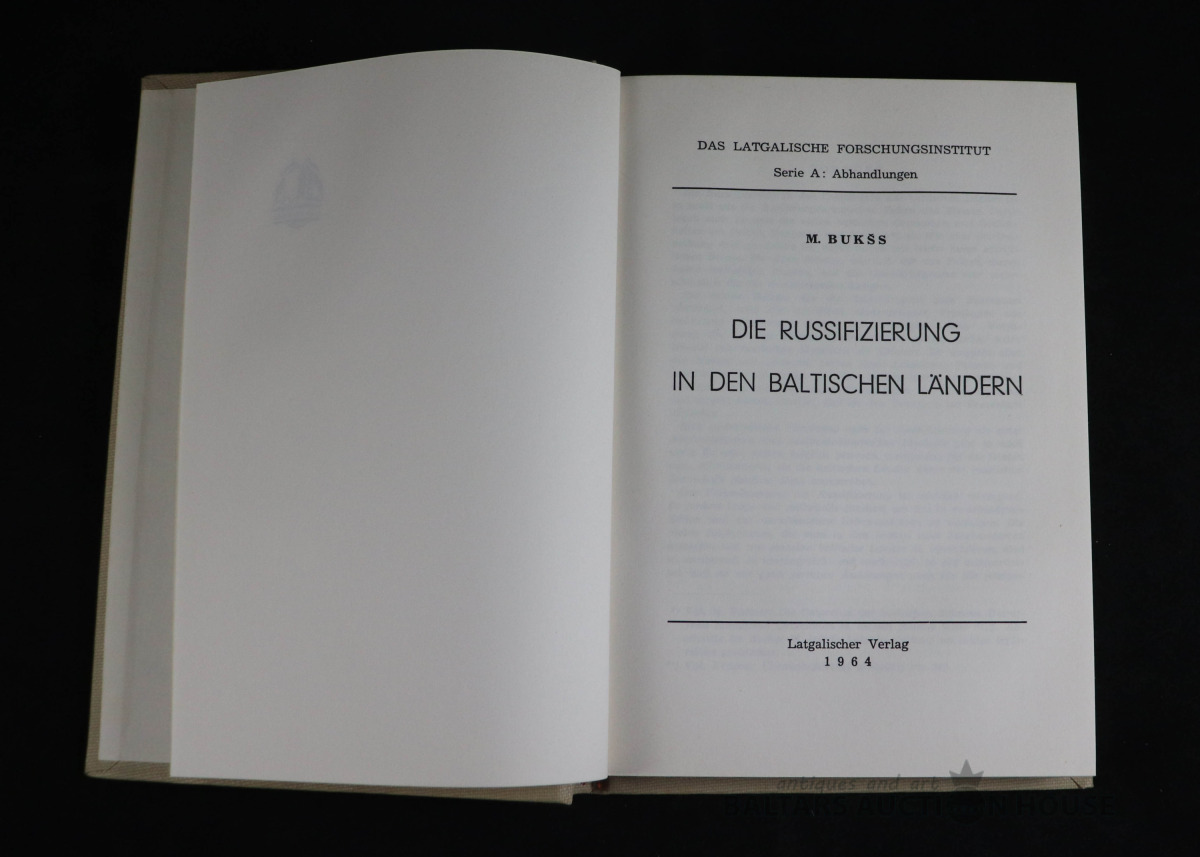 DAS LATGALISCHE FORSCHUNGSINSTITUT
Serie A: Abhandlungen
M. BUKŠS
DIE RUSSIFIZIERUNG
IN DEN BALTISCHEN LÄNDERN
Latgalischer Verlag
1964
antiques and art
BALTARS AUCTION HOUSE